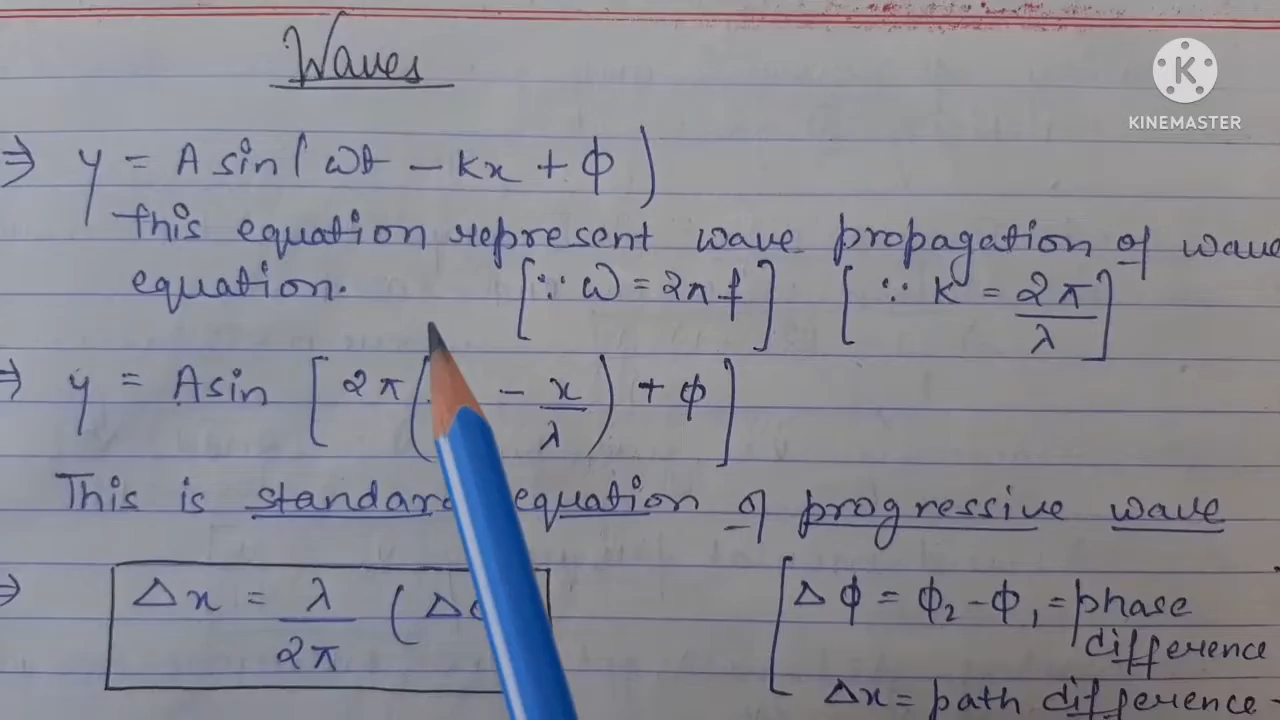 Waves
KINEMASTER
⇒ y = A sin(ωt - kx + ϕ)
This equation represent wave propagation of wave
equation. [∵ ω = 2πf] [∵ K = 2π/λ]
⇒ y = A sin [2π( - x/λ) + ϕ]
This is standard equation of progressive wave
⇒ Δx = λ/2π (Δ
[Δϕ = ϕ₂ - ϕ₁ = phase
difference
Δx = path difference